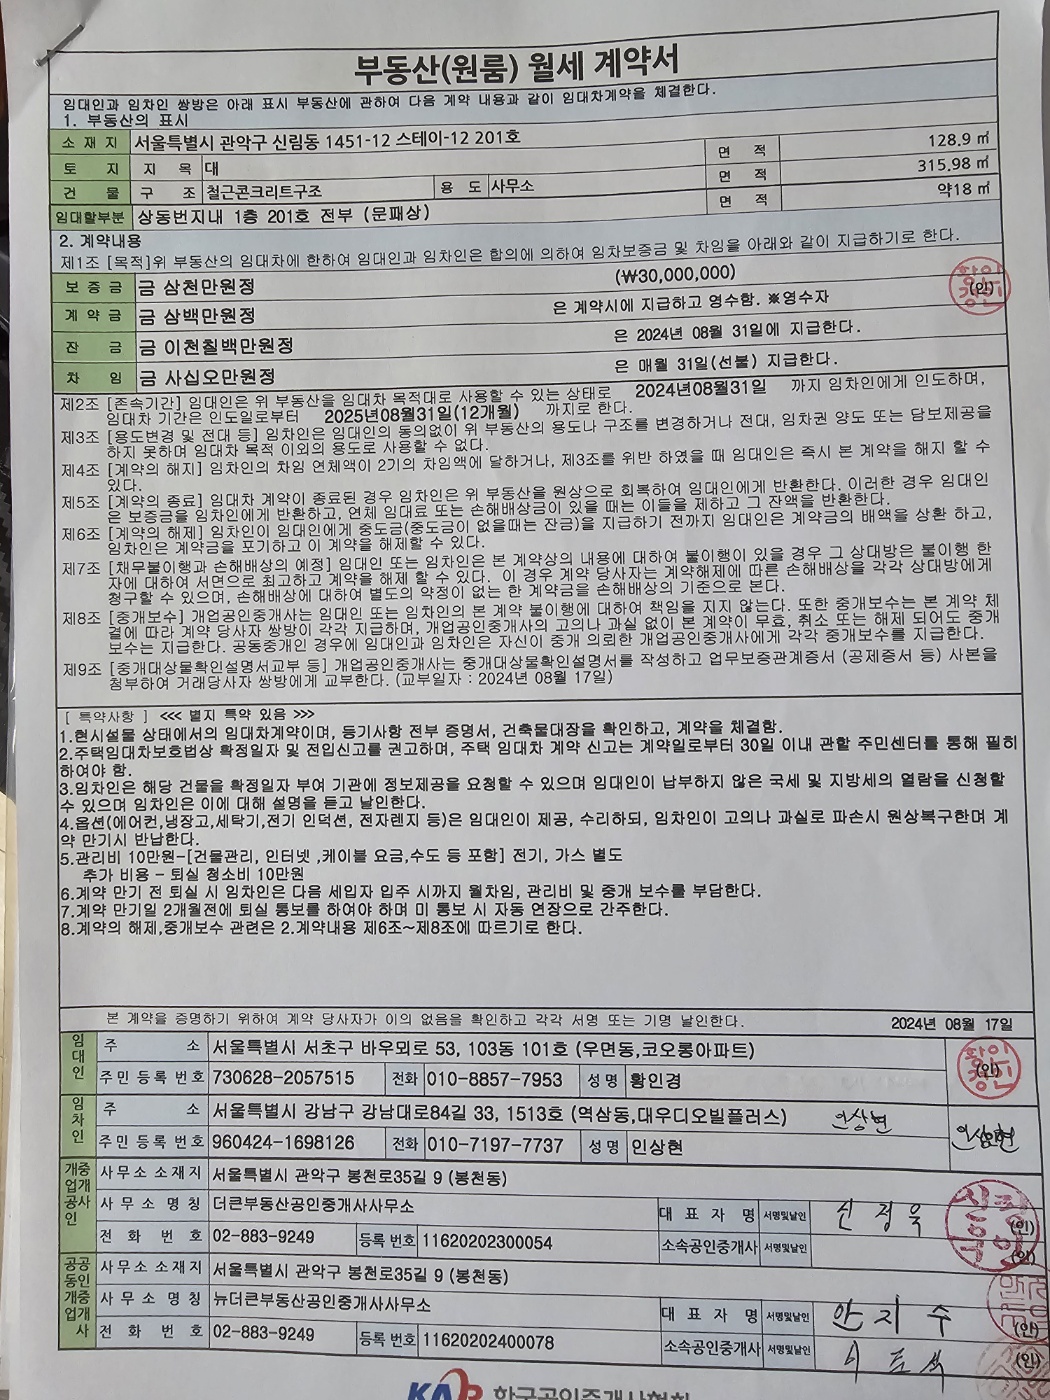 부동산(원룸) 월세 계약서
임대인과 임차인 쌍방은 아래 표시 부동산에 관하여 다음 계약 내용과 같이 임대차계약을 체결한다.
1. 부동산의 표시
소 재 지 서울특별시 관악구 신림동 1451-12 스테이-12 201호
토 지 지 목 대 면 적 128.9 ㎡
건 물 구 조 철근콘크리트구조 용 도 사무소 면 적 315.98 ㎡
임대할부분 상동번지내 1층 201호 전부 (문패상) 면 적 약18 ㎡
2. 계약내용
제1조 [목적]위 부동산의 임대차에 한하여 임대인과 임차인은 합의에 의하여 임차보증금 및 차임을 아래와 같이 지급하기로 한다.
보 증 금 금 삼천만원정 (₩30,000,000)
계 약 금 금 삼백만원정 은 계약시에 지급하고 영수함. ※영수자 (인)
잔 금 금 이천칠백만원정 은 2024년 08월 31일에 지급한다.
차 임 금 사십오만원정 은 매월 31일(선불) 지급한다.
제2조 [존속기간] 임대인은 위 부동산을 임대차 목적대로 사용할 수 있는 상태로 2024년08월31일 까지 임차인에게 인도하며,
임대차 기간은 인도일로부터 2025년08월31일(12개월) 까지로 한다.
제3조 [용도변경 및 전대 등] 임차인은 임대인의 동의없이 위 부동산의 용도나 구조를 변경하거나 전대, 임차권 양도 또는 담보제공을
하지 못하며 임대차 목적 이외의 용도로 사용할 수 없다.
제4조 [계약의 해지] 임차인의 차임 연체액이 2기의 차임액에 달하거나, 제3조를 위반 하였을 때 임대인은 즉시 본 계약을 해지 할 수
있다.
제5조 [계약의 종료] 임대차 계약이 종료된 경우 임차인은 위 부동산을 원상으로 회복하여 임대인에게 반환한다. 이러한 경우 임대인
은 보증금을 임차인에게 반환하고, 연체 임대료 또는 손해배상금이 있을 때는 이들을 제하고 그 잔액을 반환한다.
제6조 [계약의 해제] 임차인이 임대인에게 중도금(중도금이 없을때는 잔금)을 지급하기 전까지 임대인은 계약금의 배액을 상환 하고,
임차인은 계약금을 포기하고 이 계약을 해제할 수 있다.
제7조 [채무불이행과 손해배상의 예정] 임대인 또는 임차인은 본 계약상의 내용에 대하여 불이행이 있을 경우 그 상대방은 불이행 한
자에 대하여 서면으로 최고하고 계약을 해제 할 수 있다. 이 경우 계약 당사자는 계약해제에 따른 손해배상을 각각 상대방에게
청구할 수 있으며, 손해배상에 대하여 별도의 약정이 없는 한 계약금을 손해배상의 기준으로 본다.
제8조 [중개보수] 개업공인중개사는 임대인 또는 임차인의 본 계약 불이행에 대하여 책임을 지지 않는다. 또한 중개보수는 본 계약 체
결에 따라 계약 당사자 쌍방이 각각 지급하며, 개업공인중개사의 고의나 과실 없이 본 계약이 무효, 취소 또는 해제 되어도 중개
보수는 지급한다. 공동중개인 경우에 임대인과 임차인은 자신이 중개 의뢰한 개업공인중개사에게 각각 중개보수를 지급한다.
제9조 [중개대상물확인설명서교부 등] 개업공인중개사는 중개대상물확인설명서를 작성하고 업무보증관계증서 (공제증서 등) 사본을
첨부하여 거래당사자 쌍방에게 교부한다. (교부일자 : 2024년 08월 17일)
[ 특약사항 ] <<< 별지 특약 있음 >>>
1.현시설물 상태에서의 임대차계약이며, 등기사항 전부 증명서, 건축물대장을 확인하고, 계약을 체결함.
2.주택임대차보호법상 확정일자 및 전입신고를 권고하며, 주택 임대차 계약 신고는 계약일로부터 30일 이내 관할 주민센터를 통해 필히
하여야 함.
3.임차인은 해당 건물을 확정일자 부여 기관에 정보제공을 요청할 수 있으며 임대인이 납부하지 않은 국세 및 지방세의 열람을 신청할
수 있으며 임차인은 이에 대해 설명을 듣고 날인한다.
4.옵션(에어컨,냉장고,세탁기,전기 인덕션, 전자렌지 등)은 임대인이 제공, 수리하되, 임차인이 고의나 과실로 파손시 원상복구한며 계
약 만기시 반납한다.
5.관리비 10만원-[건물관리, 인터넷 ,케이블 요금,수도 등 포함] 전기, 가스 별도
추가 비용 - 퇴실 청소비 10만원
6.계약 만기 전 퇴실 시 임차인은 다음 세입자 입주 시까지 월차임, 관리비 및 중개 보수를 부담한다.
7.계약 만기일 2개월전에 퇴실 통보를 하여야 하며 미 통보 시 자동 연장으로 간주한다.
8.계약의 해제,중개보수 관련은 2.계약내용 제6조~제8조에 따르기로 한다.
본 계약을 증명하기 위하여 계약 당사자가 이의 없음을 확인하고 각각 서명 또는 기명 날인한다. 2024년 08월 17일
임대인 주 소 서울특별시 서초구 바우뫼로 53, 103동 101호 (우면동,코오롱아파트) (인)
주민 등록 번호 730628-2057515 전화 010-8857-7953 성 명 황인경
임차인 주 소 서울특별시 강남구 강남대로84길 33, 1513호 (역삼동,대우디오빌플러스) 인상현 인상현
주민 등록 번호 960424-1698126 전화 010-7197-7737 성 명 인상현
개업공인중개사 사무소 소재지 서울특별시 관악구 봉천로35길 9 (봉천동)
사 무 소 명 칭 더큰부동산공인중개사사무소 대 표 자 명 서명및날인 신정욱 (인)
전 화 번 호 02-883-9249 등록 번호 11620202300054 소속공인중개사 서명및날인 (인)
공동개업공인중개사 사무소 소재지 서울특별시 관악구 봉천로35길 9 (봉천동)
사 무 소 명 칭 뉴더큰부동산공인중개사사무소 대 표 자 명 서명및날인 안지수 (인)
전 화 번 호 02-883-9249 등록 번호 11620202400078 소속공인중개사 서명및날인 (인)
KAR 한국공인중개사협회